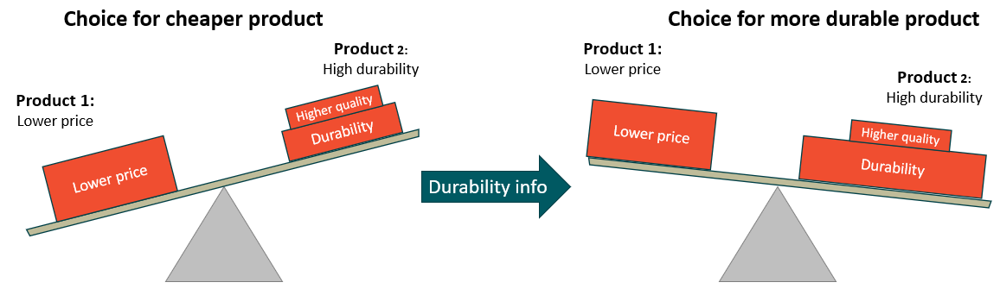 Choice for cheaper product
Product 2:
High durability
Product 1:
Lower price
Higher quality
Durability
Lower price
Durability info
Choice for more durable product
Product 1:
Lower price
Product 2:
High durability
Lower price
Higher quality
Durability